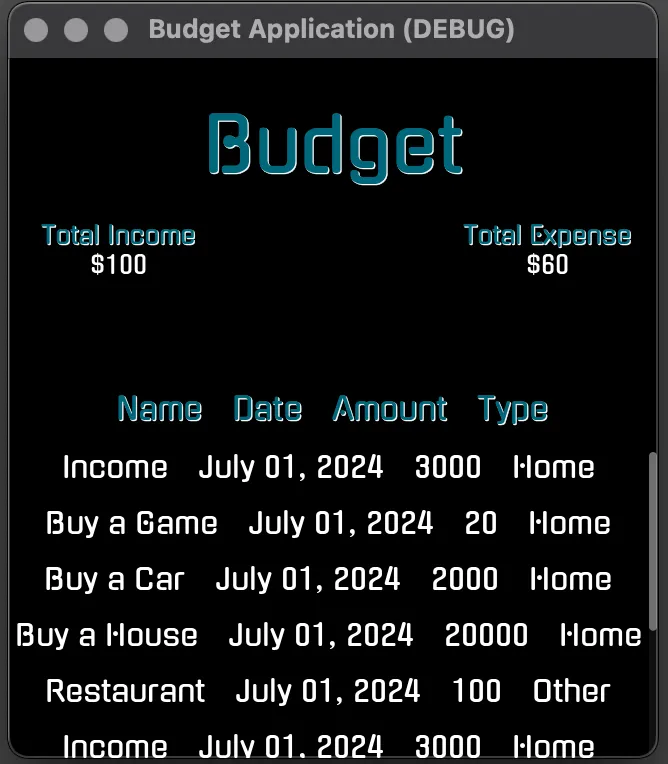 Budget Application (DEBUG)
Budget
Total Income Total Expense
$100 $60
Name Date Amount Type
Income July 01, 2024 3000 Home
Buy a Game July 01, 2024 20 Home
Buy a Car July 01, 2024 2000 Home
Buy a House July 01, 2024 20000 Home
Restaurant July 01, 2024 100 Other
Income July 01, 2024 3000 Home